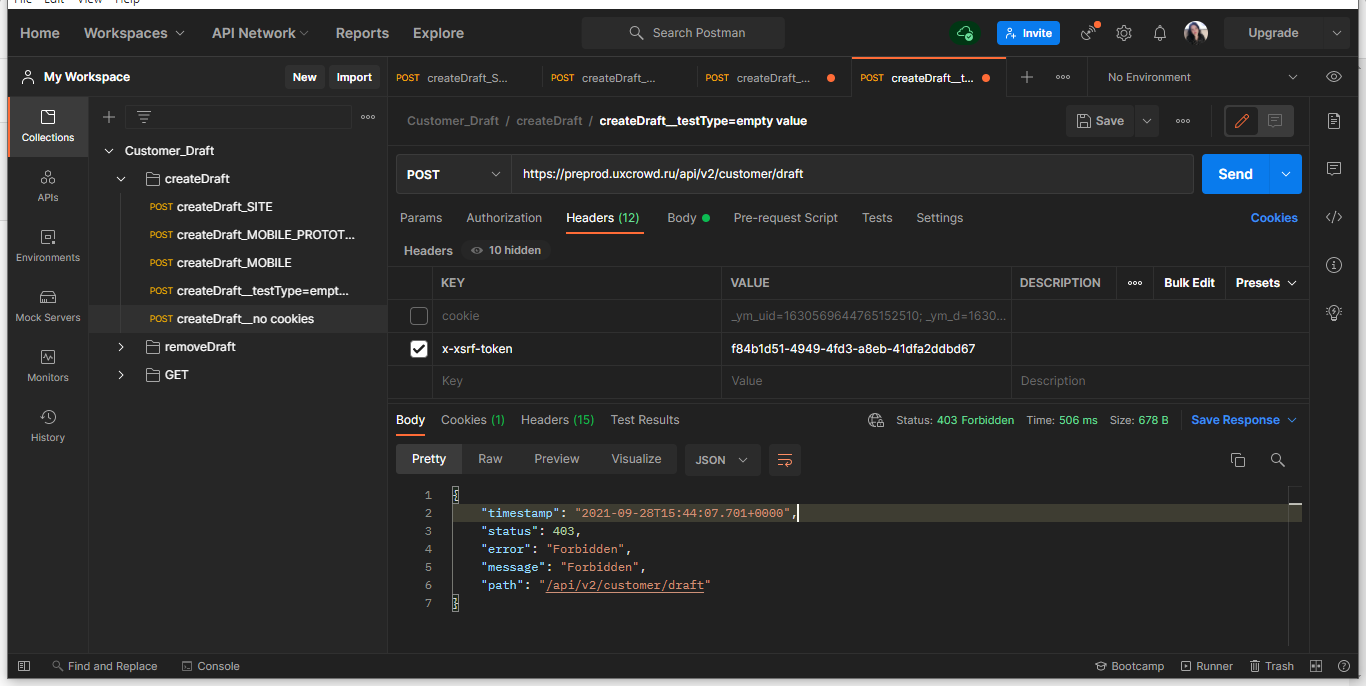 File Edit View Help
Home Workspaces API Network Reports Explore Search Postman Invite Upgrade
My Workspace New Import
POST createDraft_S... POST createDraft_... POST createDraft_... POST createDraft__t... No Environment
Customer_Draft / createDraft / createDraft__testType=empty value Save
POST https://preprod.uxcrowd.ru/api/v2/customer/draft Send
Params Authorization Headers (12) Body Pre-request Script Tests Settings Cookies
Headers 10 hidden
KEY VALUE DESCRIPTION Bulk Edit Presets
cookie _ym_uid=1630569644765152510; _ym_d=1630...
x-xsrf-token f84b1d51-4949-4fd3-a8eb-41dfa2ddbd67
Key Value Description
Collections
APIs
Environments
Mock Servers
Monitors
History
Customer_Draft
createDraft
POST createDraft_SITE
POST createDraft_MOBILE_PROTOT...
POST createDraft_MOBILE
POST createDraft__testType=empt...
POST createDraft__no cookies
removeDraft
GET
Body Cookies (1) Headers (15) Test Results Status: 403 Forbidden Time: 506 ms Size: 678 B Save Response
Pretty Raw Preview Visualize JSON
1 {
2 "timestamp": "2021-09-28T15:44:07.701+0000",
3 "status": 403,
4 "error": "Forbidden",
5 "message": "Forbidden",
6 "path": "/api/v2/customer/draft"
7 }
Find and Replace Console Bootcamp Runner Trash